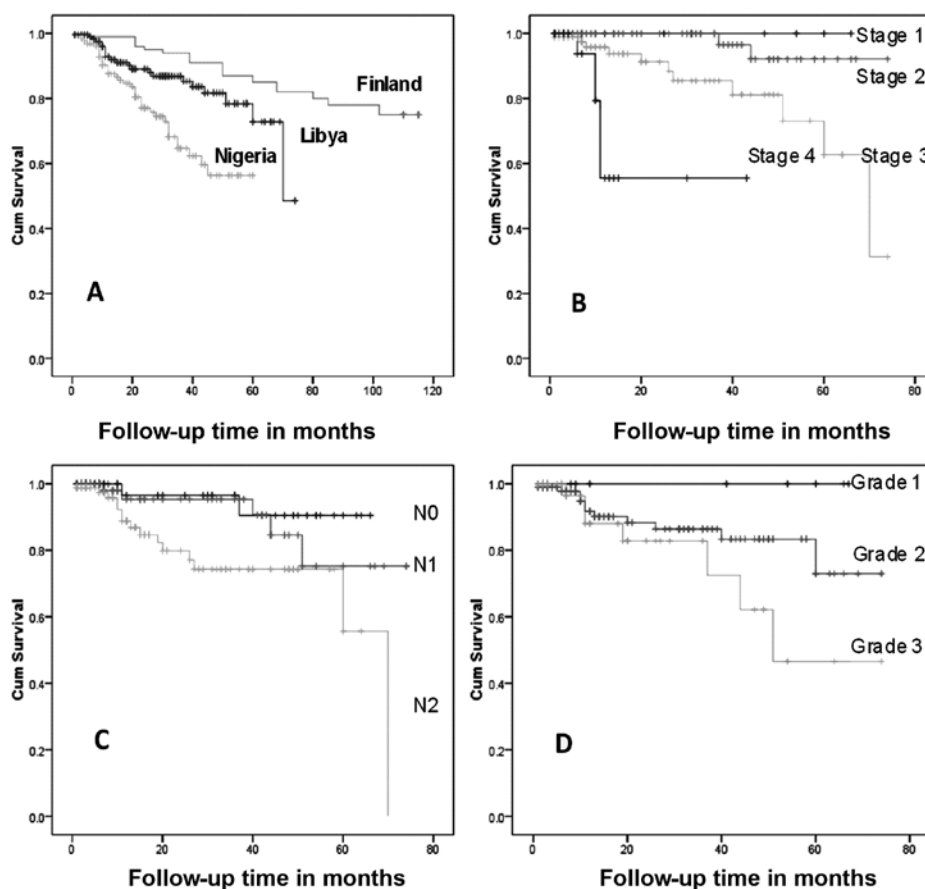 Cum Survival
1.0
0.8
0.6
0.4
0.2
0.0
Finland
Libya
Nigeria
A
0 20 40 60 80 100 120
Follow-up time in months
Cum Survival
1.0
0.8
0.6
0.4
0.2
0.0
Stage 1
Stage 2
Stage 4 Stage 3
B
0 20 40 60 80
Follow-up time in months
Cum Survival
1.0
0.8
0.6
0.4
0.2
0.0
N0
N1
N2
C
0 20 40 60 80
Follow-up time in months
Cum Survival
1.0
0.8
0.6
0.4
0.2
0.0
Grade 1
Grade 2
Grade 3
D
0 20 40 60 80
Follow-up time in months